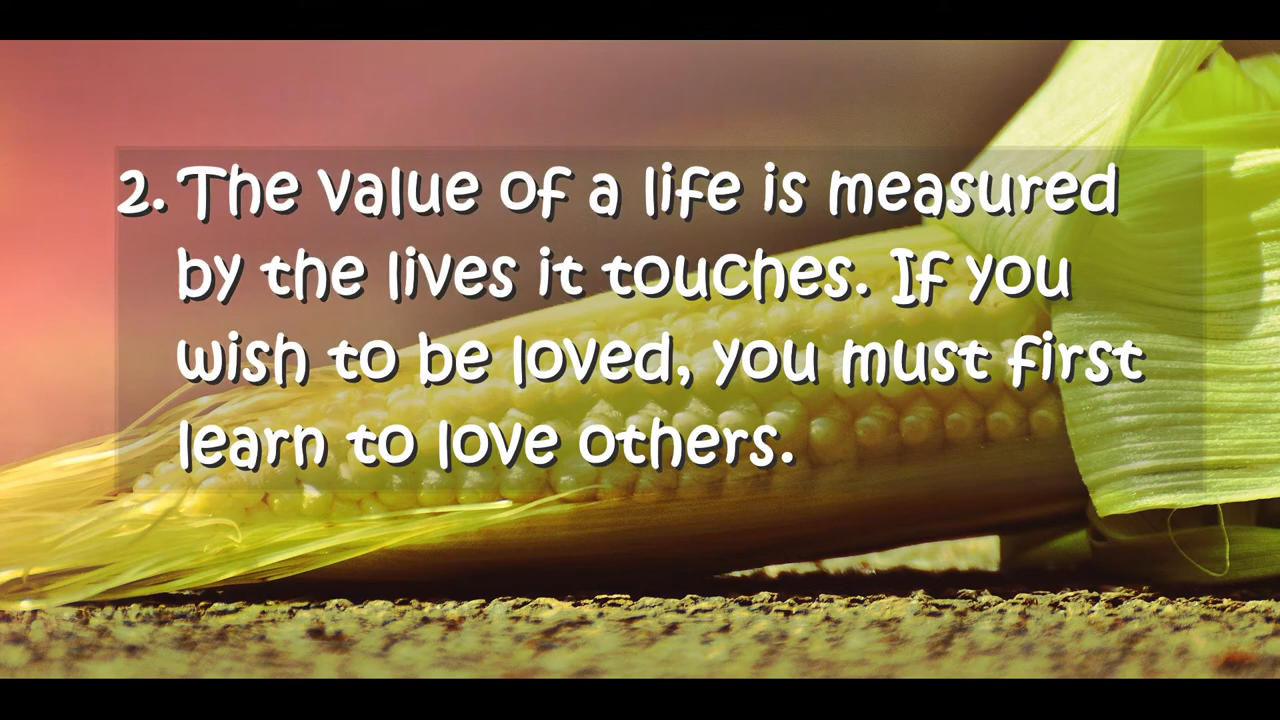 2. The value of a life is measured
by the lives it touches. If you
wish to be loved, you must first
learn to love others.